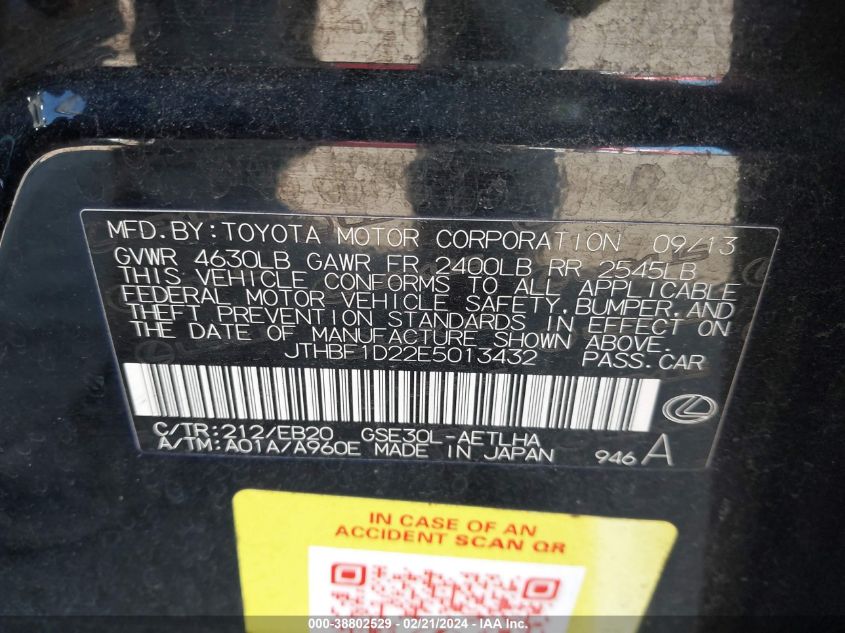 MFD.BY:TOYOTA MOTOR CORPORATION 09/13
GVWR 4630LB GAWR FR 2400LB RR 2545LB
THIS VEHICLE CONFORMS TO ALL APPLICABLE
FEDERAL MOTOR VEHICLE SAFETY,BUMPER,AND
THEFT PREVENTION STANDARDS IN EFFECT ON
THE DATE OF MANUFACTURE SHOWN ABOVE.
JTHBF1D22E5013432 PASS.CAR
C/TR:212/EB20 GSE30L-AETLHA
A/TM:A01A/A960E MADE IN JAPAN 946 A
IN CASE OF AN
ACCIDENT SCAN QR
000-38802529 - 02/21/2024 - IAA Inc.